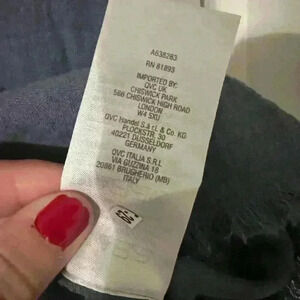 A638283
RN 81893
IMPORTED BY:
QVC UK
CHISWICK PARK
566 CHISWICK HIGH ROAD
LONDON
W4 5XU
QVC Handel S.à r.l. & Co. KG
PLOCKSTR. 30
40221 DÜSSELDORF
GERMANY
QVC ITALIA S.R.L
VIA GUZZINA 18
20861 BRUGHERIO (MB)
ITALY